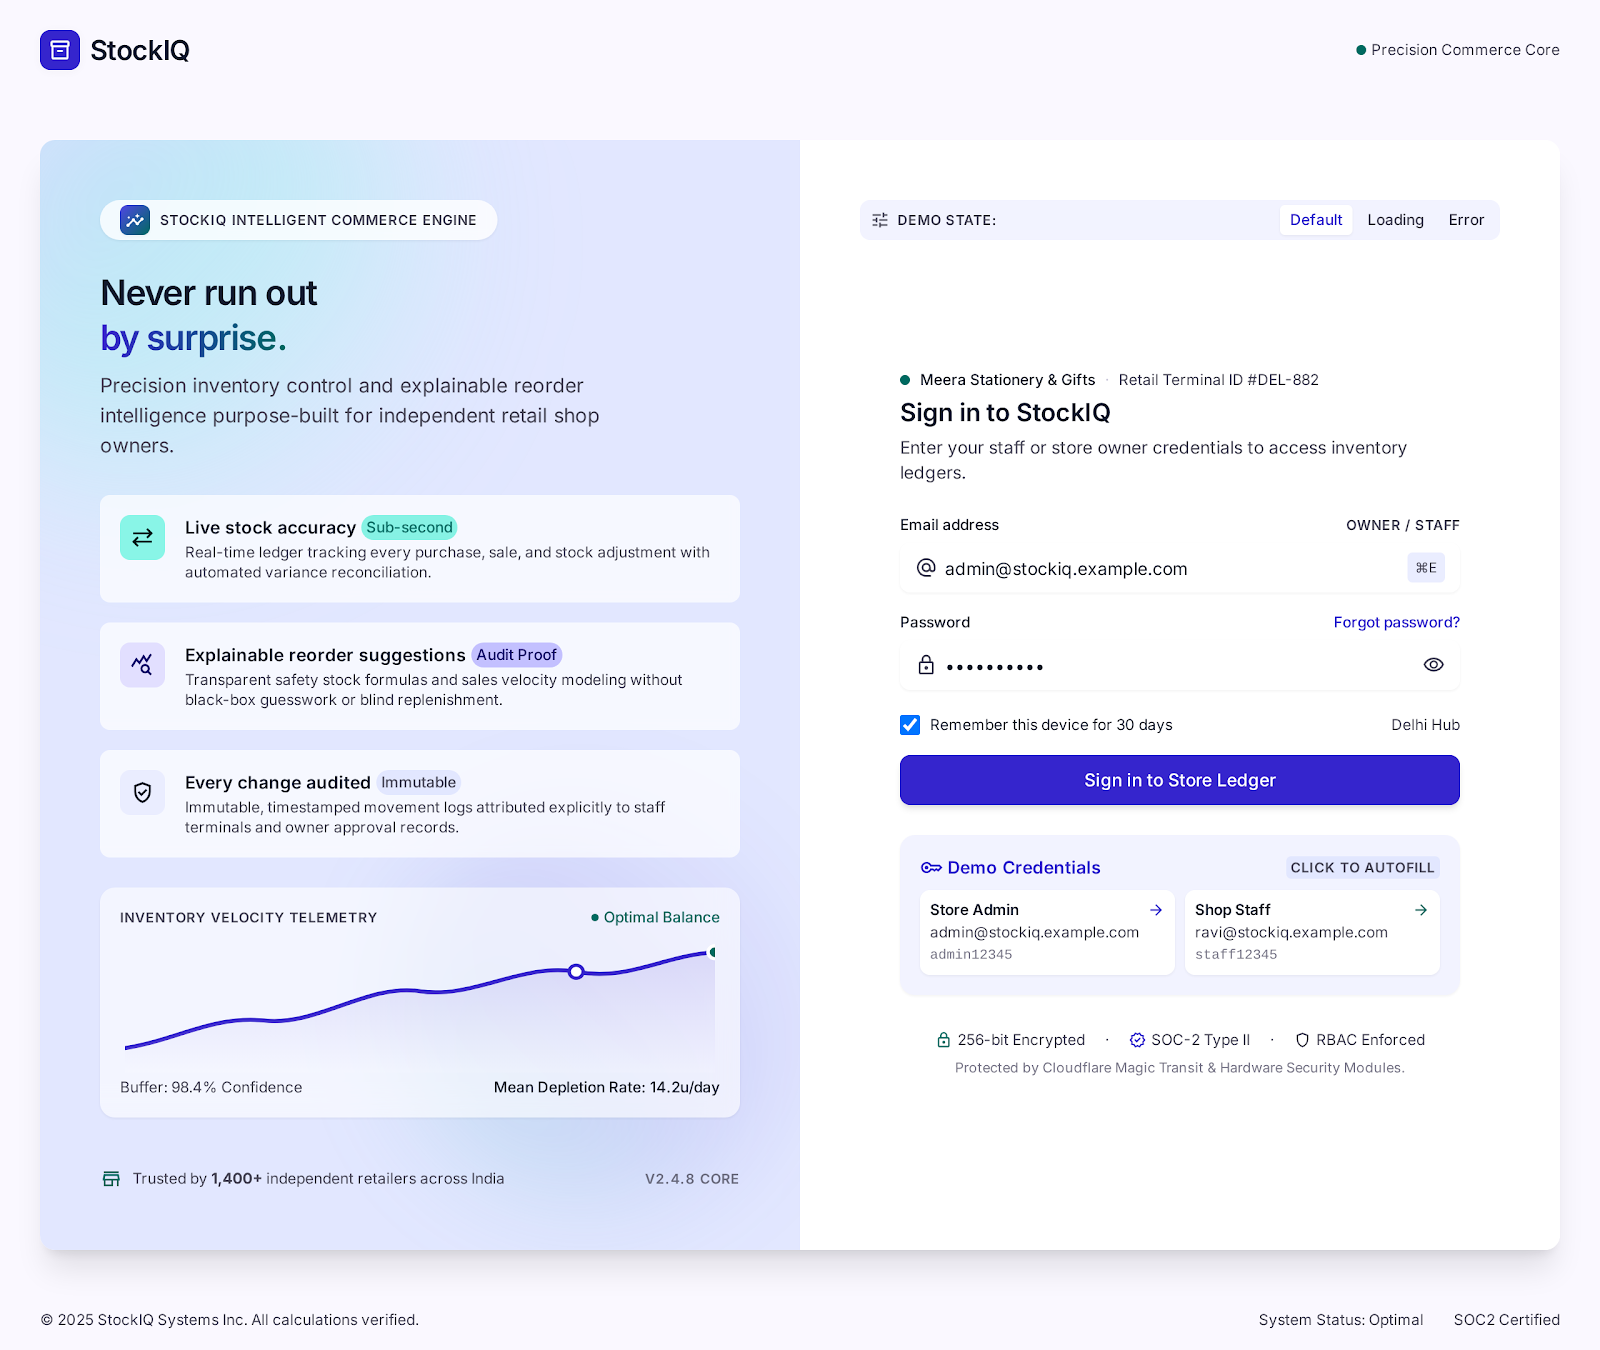 StockIQ
Precision Commerce Core
STOCKIQ INTELLIGENT COMMERCE ENGINE
Never run out
by surprise.
Precision inventory control and explainable reorder
intelligence purpose-built for independent retail shop
owners.
Live stock accuracy Sub-second
Real-time ledger tracking every purchase, sale, and stock adjustment with
automated variance reconciliation.
Explainable reorder suggestions Audit Proof
Transparent safety stock formulas and sales velocity modeling without
black-box guesswork or blind replenishment.
Every change audited Immutable
Immutable, timestamped movement logs attributed explicitly to staff
terminals and owner approval records.
INVENTORY VELOCITY TELEMETRY
Optimal Balance
Buffer: 98.4% Confidence
Mean Depletion Rate: 14.2u/day
Trusted by 1,400+ independent retailers across India
V2.4.8 CORE
DEMO STATE:
Default
Loading
Error
Meera Stationery & Gifts · Retail Terminal ID #DEL-882
Sign in to StockIQ
Enter your staff or store owner credentials to access inventory
ledgers.
Email address
OWNER / STAFF
admin@stockiq.example.com
⌘E
Password
Forgot password?
••••••••••
Remember this device for 30 days
Delhi Hub
Sign in to Store Ledger
Demo Credentials
CLICK TO AUTOFILL
Store Admin
admin@stockiq.example.com
admin12345
Shop Staff
ravi@stockiq.example.com
staff12345
256-bit Encrypted · SOC-2 Type II · RBAC Enforced
Protected by Cloudflare Magic Transit & Hardware Security Modules.
© 2025 StockIQ Systems Inc. All calculations verified.
System Status: Optimal
SOC2 Certified